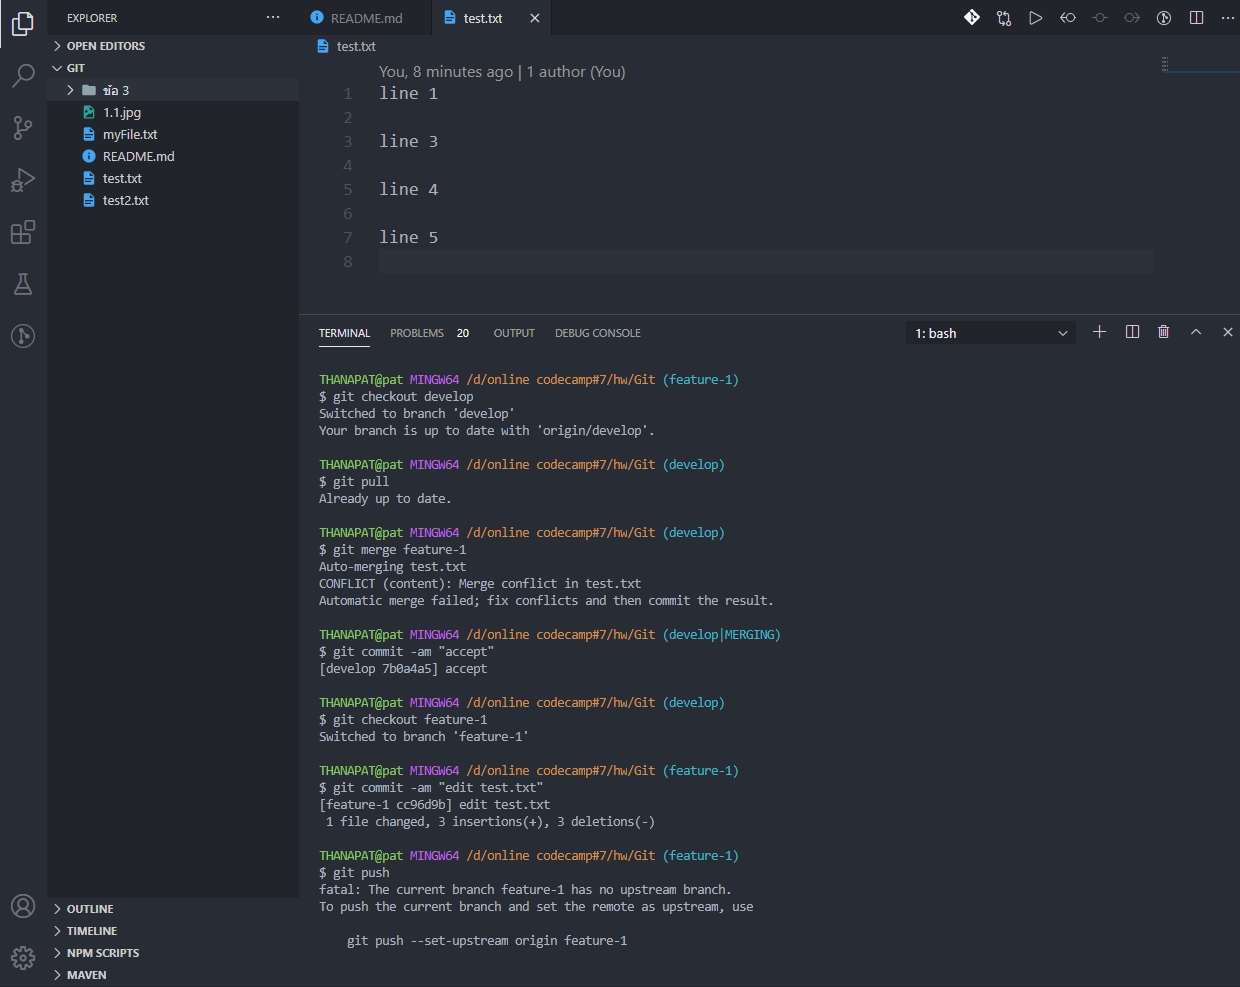 EXPLORER
OPEN EDITORS
GIT
ข้อ 3
1.1.jpg
myFile.txt
README.md
test.txt
test2.txt
OUTLINE
TIMELINE
NPM SCRIPTS
MAVEN
README.md
test.txt
test.txt
You, 8 minutes ago | 1 author (You)
1 line 1
2
3 line 3
4
5 line 4
6
7 line 5
8
TERMINAL PROBLEMS 20 OUTPUT DEBUG CONSOLE 1: bash
THANAPAT@pat MINGW64 /d/online codecamp#7/hw/Git (feature-1)
$ git checkout develop
Switched to branch 'develop'
Your branch is up to date with 'origin/develop'.
THANAPAT@pat MINGW64 /d/online codecamp#7/hw/Git (develop)
$ git pull
Already up to date.
THANAPAT@pat MINGW64 /d/online codecamp#7/hw/Git (develop)
$ git merge feature-1
Auto-merging test.txt
CONFLICT (content): Merge conflict in test.txt
Automatic merge failed; fix conflicts and then commit the result.
THANAPAT@pat MINGW64 /d/online codecamp#7/hw/Git (develop|MERGING)
$ git commit -am "accept"
[develop 7b0a4a5] accept
THANAPAT@pat MINGW64 /d/online codecamp#7/hw/Git (develop)
$ git checkout feature-1
Switched to branch 'feature-1'
THANAPAT@pat MINGW64 /d/online codecamp#7/hw/Git (feature-1)
$ git commit -am "edit test.txt"
[feature-1 cc96d9b] edit test.txt
1 file changed, 3 insertions(+), 3 deletions(-)
THANAPAT@pat MINGW64 /d/online codecamp#7/hw/Git (feature-1)
$ git push
fatal: The current branch feature-1 has no upstream branch.
To push the current branch and set the remote as upstream, use
git push --set-upstream origin feature-1